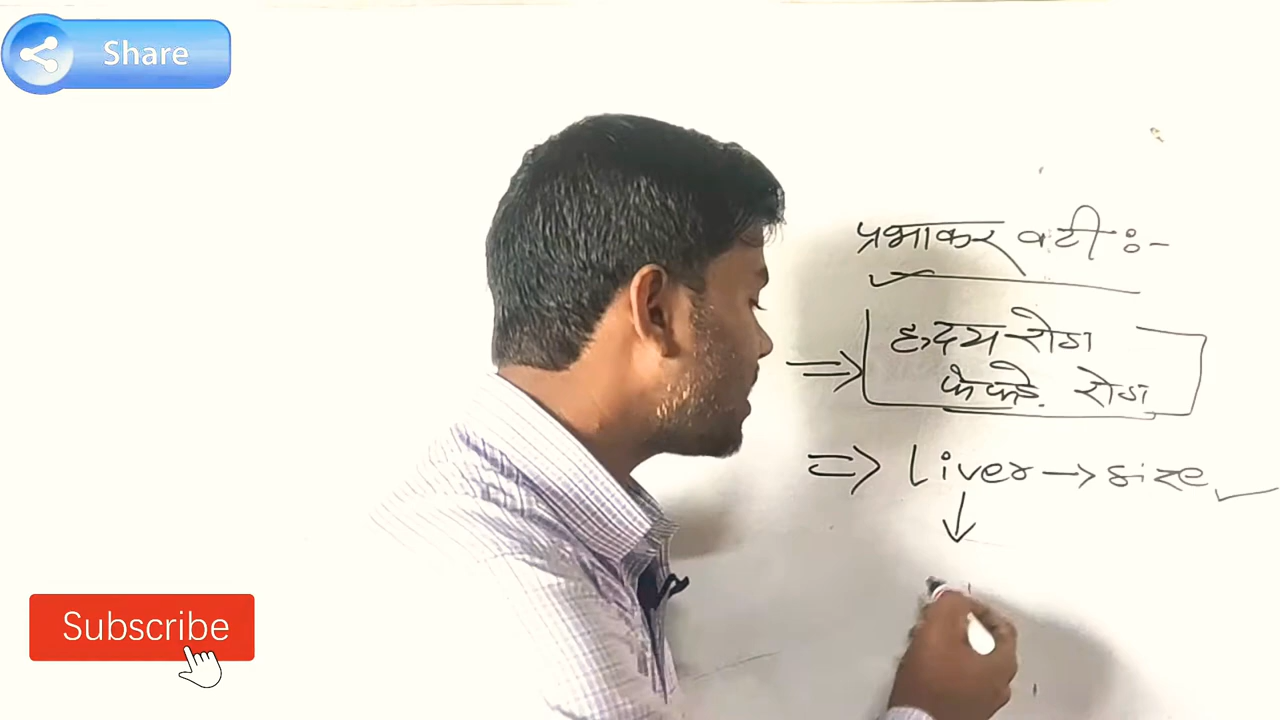 Share
प्रभाकर वटी :-
हृदय रोग
फेफडे रोग
⇒ Liver → size ✓
↓
Subscribe